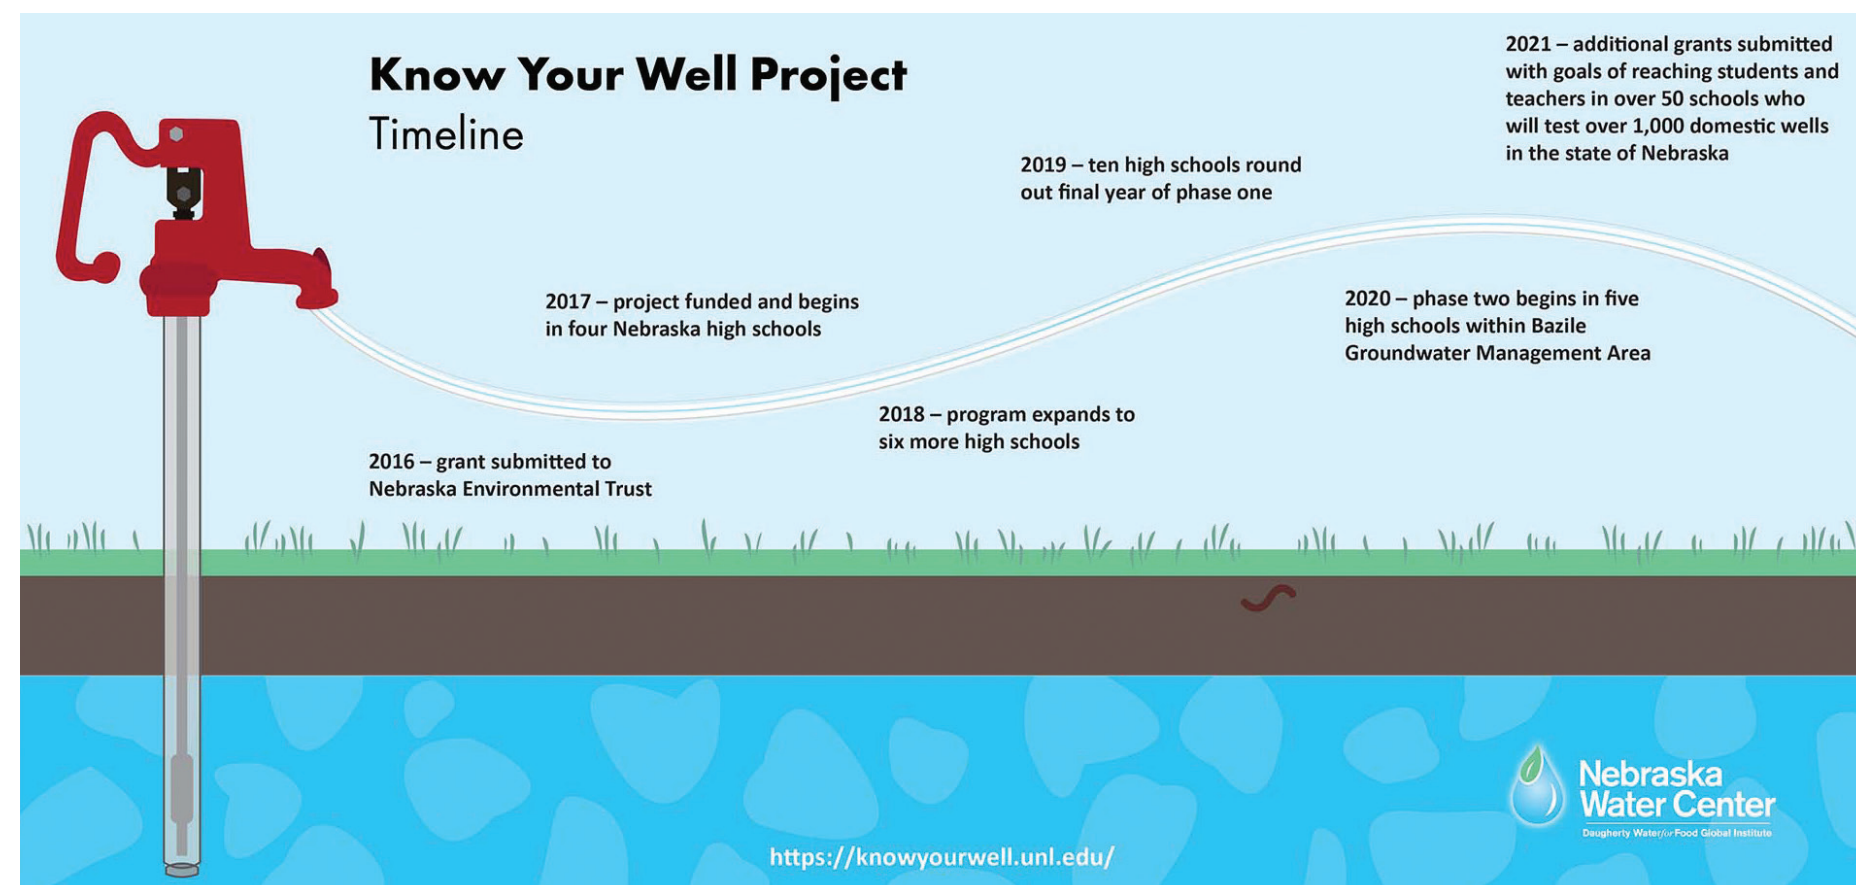 Know Your Well Project
Timeline
2016 – grant submitted to
Nebraska Environmental Trust
2017 – project funded and begins
in four Nebraska high schools
2018 – program expands to
six more high schools
2019 – ten high schools round
out final year of phase one
2020 – phase two begins in five
high schools within Bazile
Groundwater Management Area
2021 – additional grants submitted
with goals of reaching students and
teachers in over 50 schools who
will test over 1,000 domestic wells
in the state of Nebraska
https://knowyourwell.unl.edu/
Nebraska
Water Center
Daugherty Water for Food Global Institute